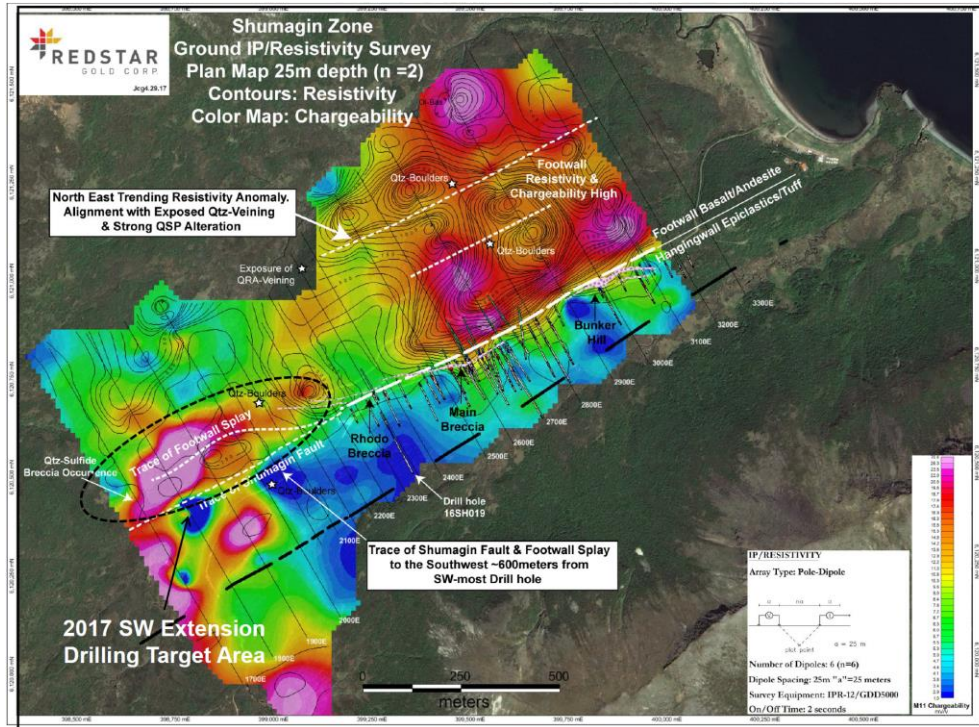 REDSTAR
GOLD CORP.
Jcg4.29.17
Shumagin Zone
Ground IP/Resistivity Survey
Plan Map 25m depth (n =2)
Contours: Resistivity
Color Map: Chargeability
North East Trending Resistivity Anomaly.
Alignment with Exposed Qtz-Veining
& Strong QSP Alteration
Qtz-Boulders
Footwall
Resistivity &
Chargeability High
Qtz-Boulders
Exposure of
QRA-Veining
Footwall Basalt/Andesite
Hangingwall Epiclastics/Tuff
Bunker
Hill
3300E
3200E
3100E
3000E
2900E
2800E
2700E
2600E
2500E
2400E
2300E
2200E
2100E
2000E
1900E
1800E
1700E
Main
Breccia
Rhodo
Breccia
Drill hole
16SH019
Qtz-Boulders
Trace of Footwall Splay
Trace of Shumagin Fault
Qtz-Sulfide
Breccia Occurrence
Qtz-Boulders
Trace of Shumagin Fault & Footwall Splay
to the Southwest ~600meters from
SW-most Drill hole
2017 SW Extension
Drilling Target Area
0 500
meters
IP/RESISTIVITY
Array Type: Pole-Dipole
plot point
a = 25 m
Number of Dipoles: 6 (n=6)
Dipole Spacing: 25m "a"=25 meters
Survey Equipment: IPR-12/GDD5000
On/Off Time: 2 seconds
M11 Chargeability
mV/V